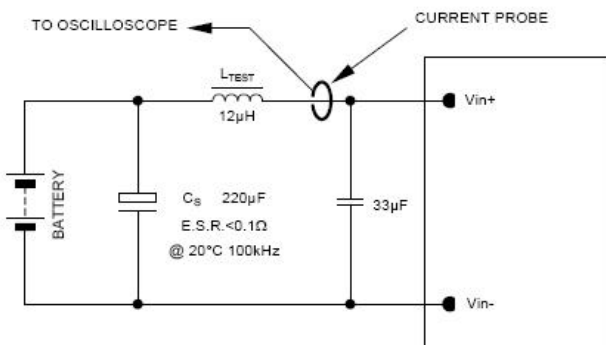 TO OSCILLOSCOPE
CURRENT PROBE
LTEST
12μH
Vin+
BATTERY
Cs 220μF
E.S.R.<0.1Ω
@ 20°C 100kHz
33μF
Vin-